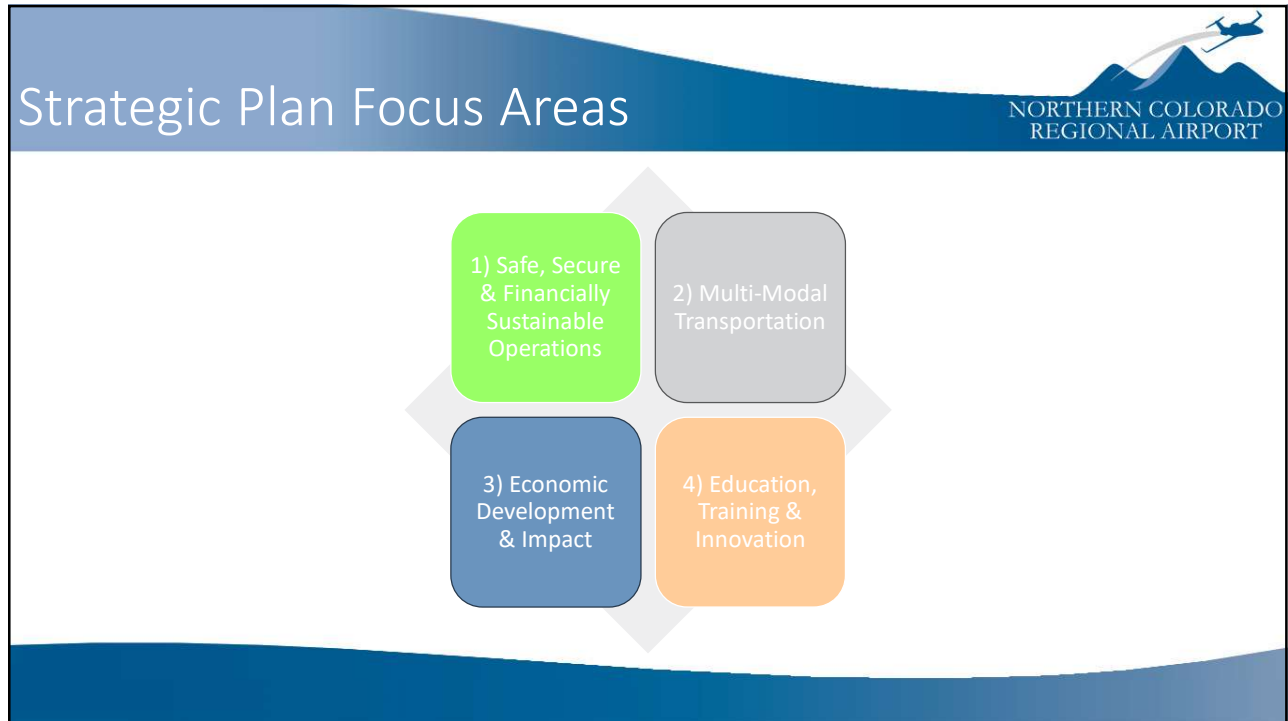 Strategic Plan Focus Areas
NORTHERN COLORADO
REGIONAL AIRPORT
1) Safe, Secure
& Financially
Sustainable
Operations
2) Multi-Modal
Transportation
3) Economic
Development
& Impact
4) Education,
Training &
Innovation